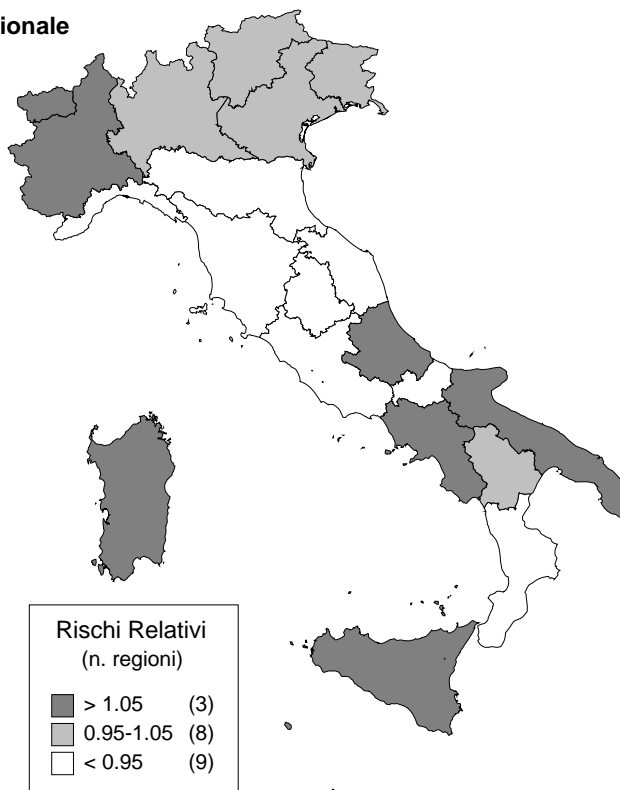 ionale
Rischi Relativi
(n. regioni)
> 1.05 (3)
0.95-1.05 (8)
< 0.95 (9)